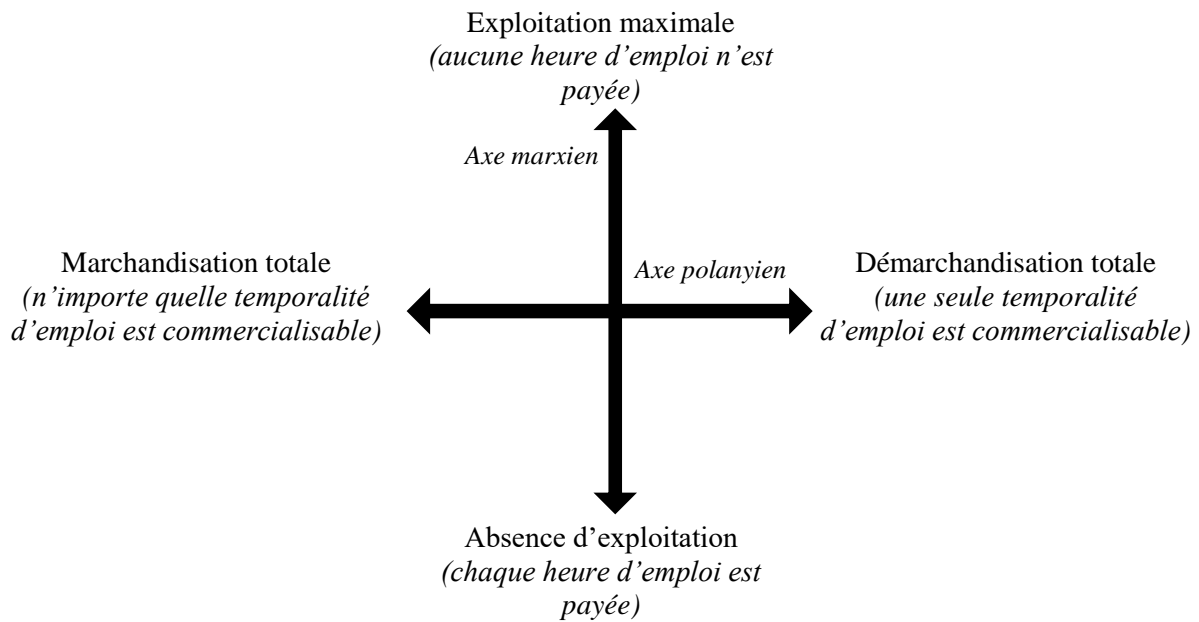 Exploitation maximale
(aucune heure d’emploi n’est
payée)
Axe marxien
Marchandisation totale
(n’importe quelle temporalité
d’emploi est commercialisable)
Axe polanyien
Démarchandisation totale
(une seule temporalité
d’emploi est commercialisable)
Absence d’exploitation
(chaque heure d’emploi est
payée)